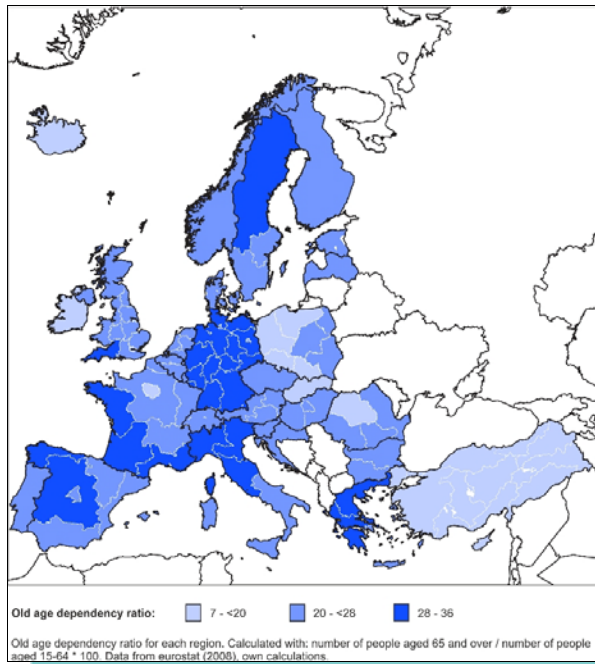 Old age dependency ratio: 7 - <20 20 - <28 28 - 36
Old age dependency ratio for each region. Calculated with: number of people aged 65 and over / number of people
aged 15-64 * 100. Data from eurostat (2008), own calculations.